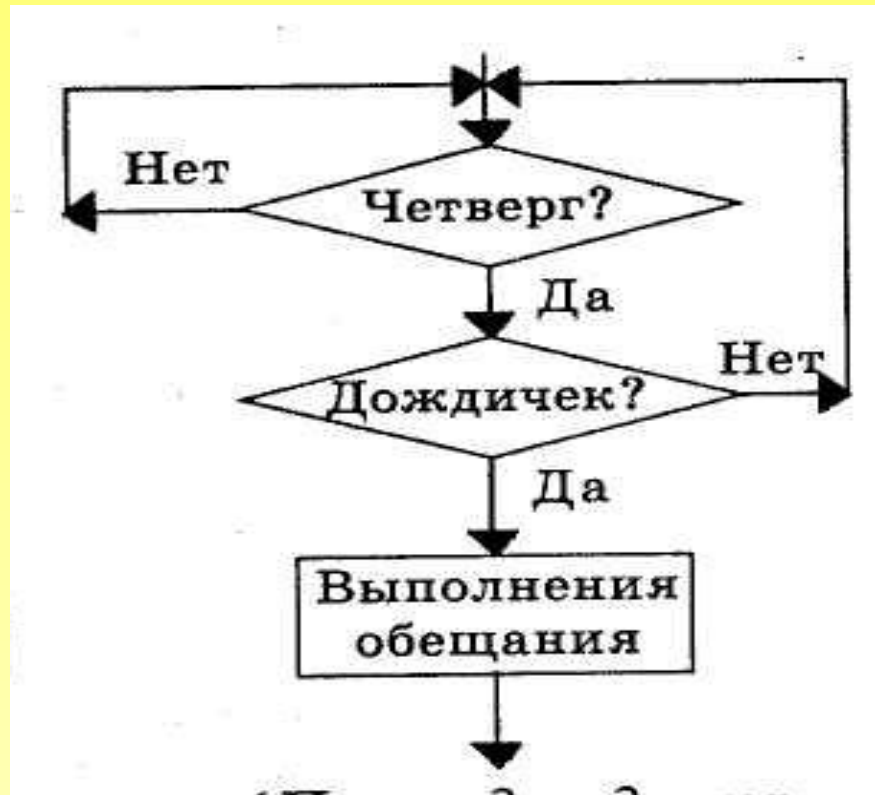 Нет
Четверг?
Да
Нет
Дождичек?
Да
Выполнения
обещания